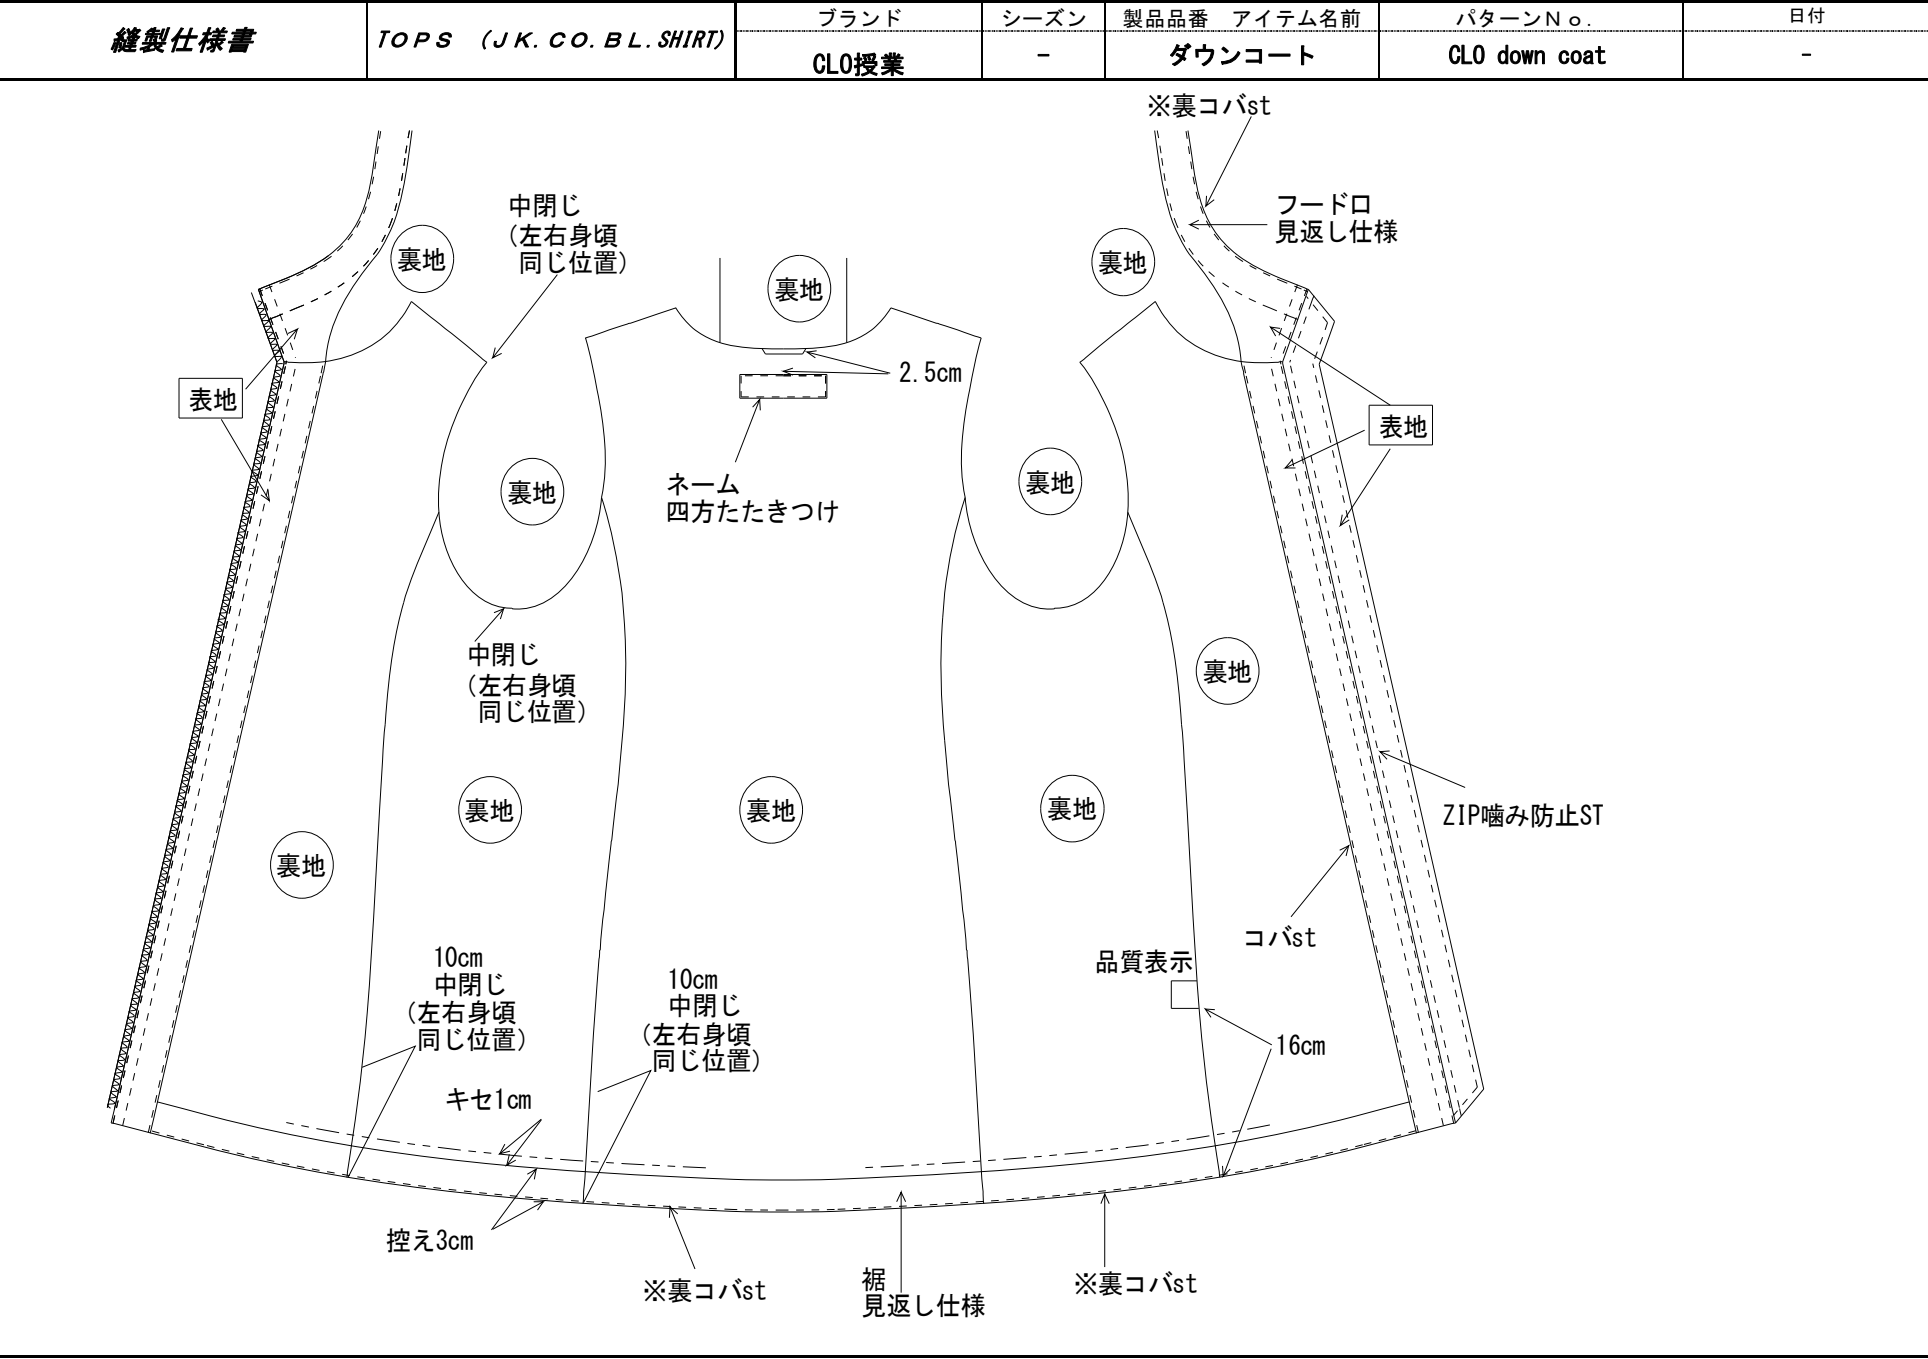 縫製仕様書
TOPS (JK.CO.BL.SHIRT)
ブランド
CLO授業
シーズン
-
製品品番 アイテム名前
ダウンコート
パターンNo.
CLO down coat
日付
-
※裏コバst
中閉じ
(左右身頃
同じ位置)
フード口
見返し仕様
裏地
裏地
裏地
2.5cm
表地
表地
ネーム
四方たたきつけ
裏地
裏地
中閉じ
(左右身頃
同じ位置)
裏地
裏地
裏地
裏地
ZIP噛み防止ST
裏地
コバst
10cm
中閉じ
(左右身頃
同じ位置)
10cm
中閉じ
(左右身頃
同じ位置)
品質表示
16cm
キセ1cm
控え3cm
※裏コバst
裾
見返し仕様
※裏コバst